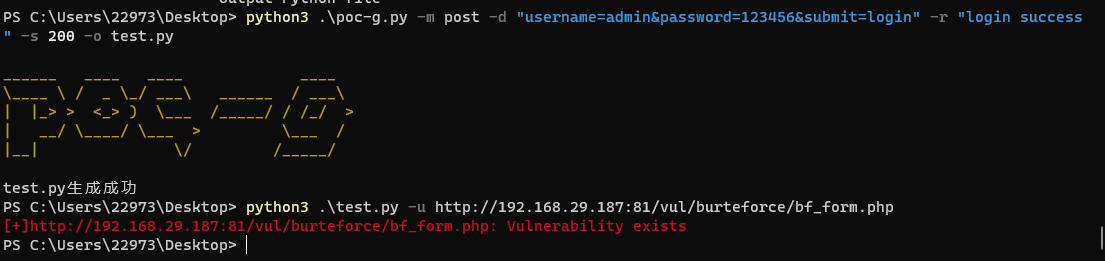 Output Python file
PS C:\Users\22973\Desktop> python3 .\poc-g.py -m post -d "username=admin&password=123456&submit=login" -r "login success
" -s 200 -o test.py
______   ____   ____             ____
\____ \ /  _ \_/ ___\   ______  / ___\
|  |_> >  <_> )  \___  /_____/ / /_/  >
|   __/ \____/ \___  >         \___  /
|__|               \/         /_____/
test.py生成成功
PS C:\Users\22973\Desktop> python3 .\test.py -u http://192.168.29.187:81/vul/burteforce/bf_form.php
[+]http://192.168.29.187:81/vul/burteforce/bf_form.php: Vulnerability exists
PS C:\Users\22973\Desktop>